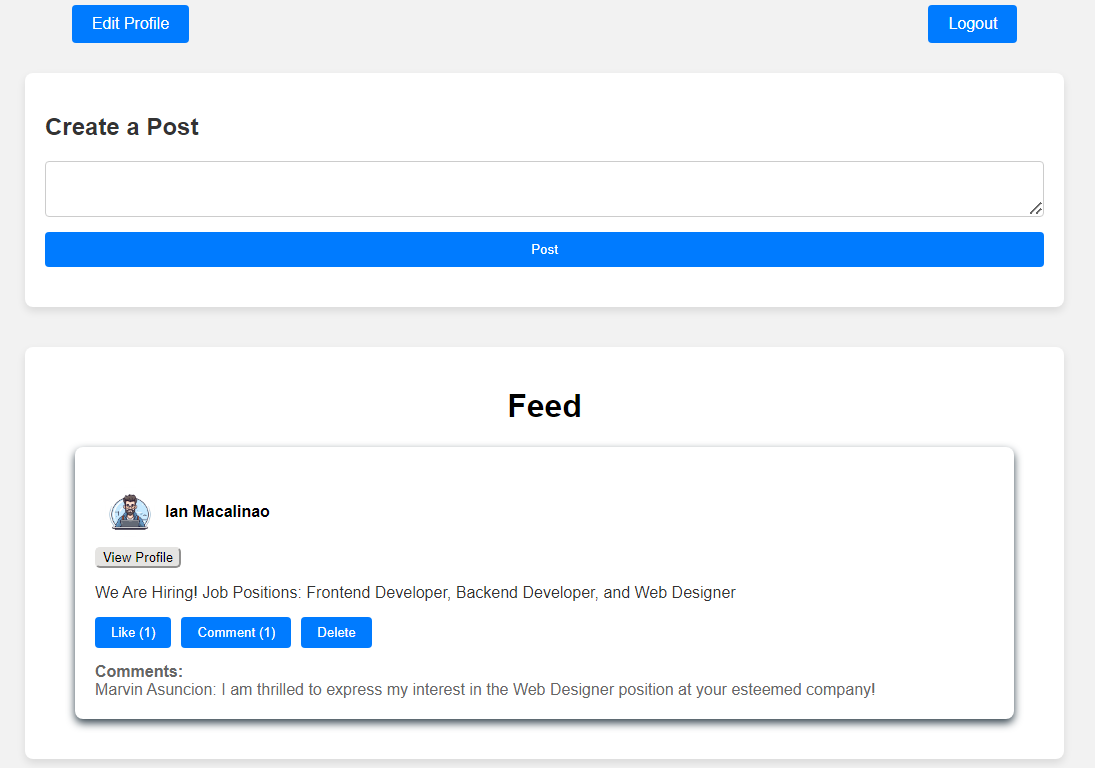 Edit Profile
Logout
Create a Post
Post
Feed
Ian Macalinao
View Profile
We Are Hiring! Job Positions: Frontend Developer, Backend Developer, and Web Designer
Like (1)
Comment (1)
Delete
Comments:
Marvin Asuncion: I am thrilled to express my interest in the Web Designer position at your esteemed company!